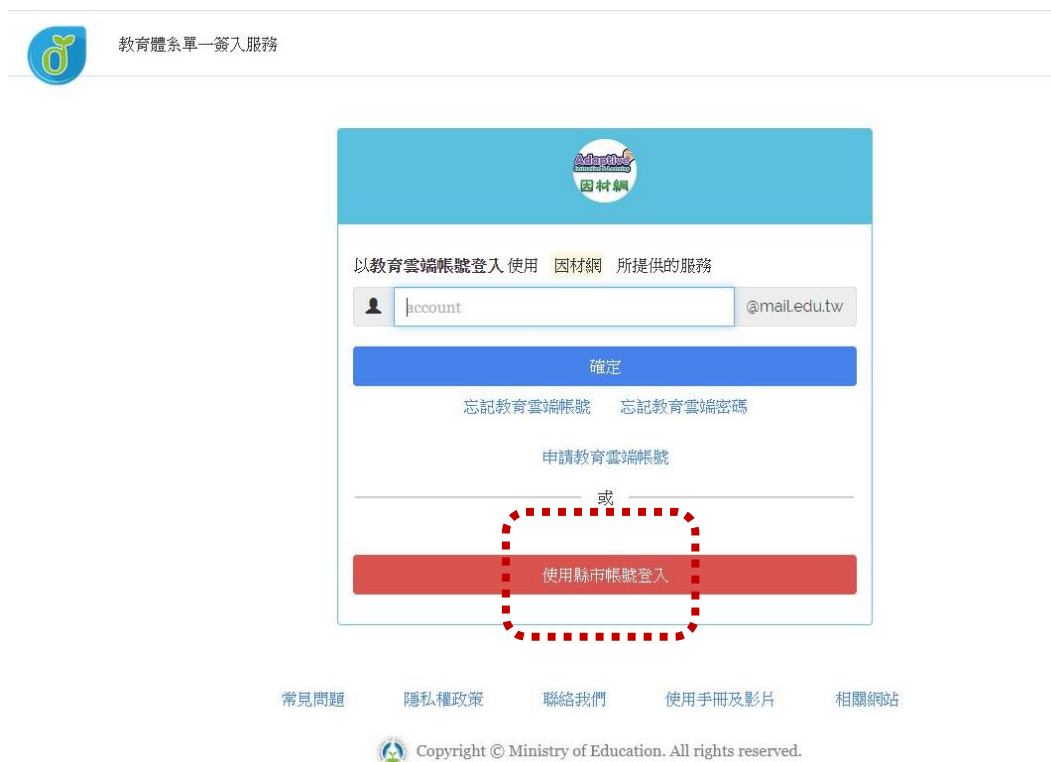 教育體系單一簽入服務
Adaptive
因材網
以教育雲端帳號登入 使用 因材網 所提供的服務
account @mail.edu.tw
確定
忘記教育雲端帳號 忘記教育雲端密碼
申請教育雲端帳號
或
使用縣市帳號登入
常見問題 隱私權政策 聯絡我們 使用手冊及影片 相關網站
Copyright © Ministry of Education. All rights reserved.